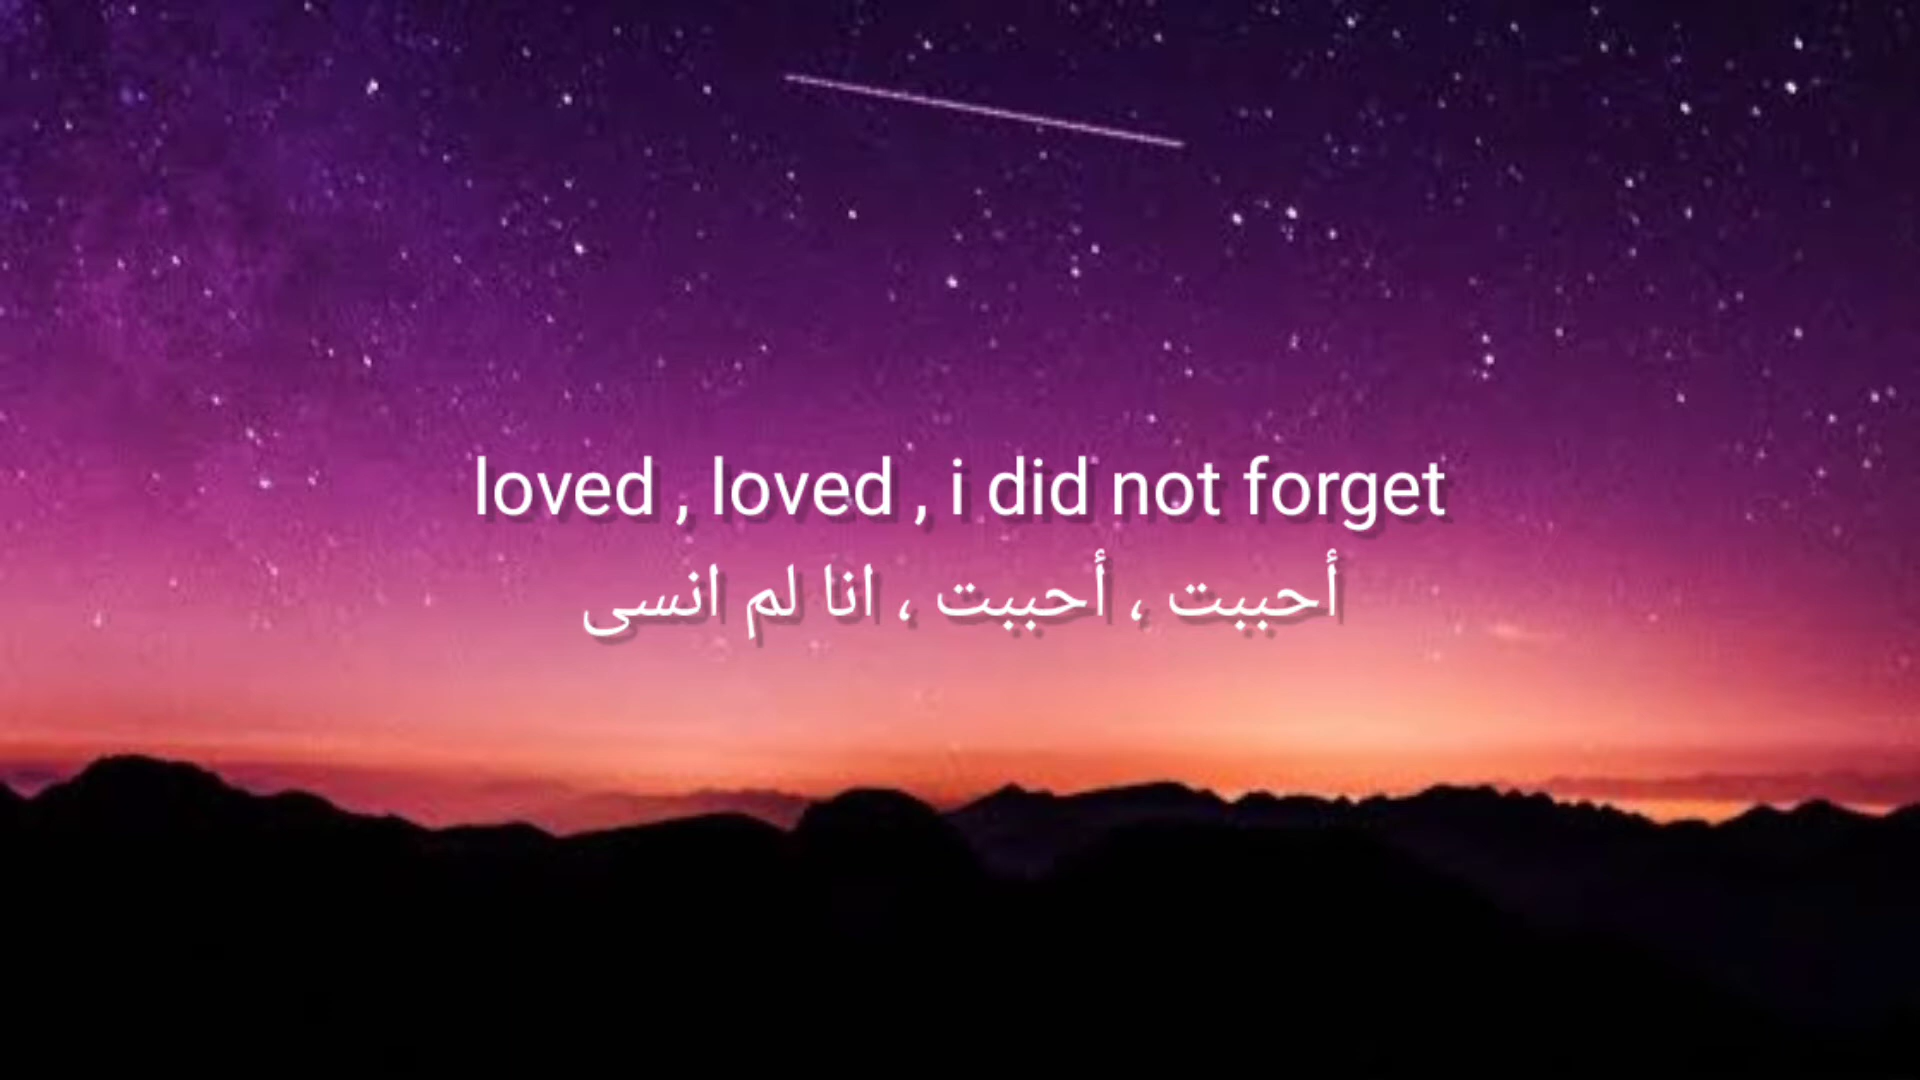 loved , loved , i did not forget
أحببت ، أحببت ، انا لم انسى